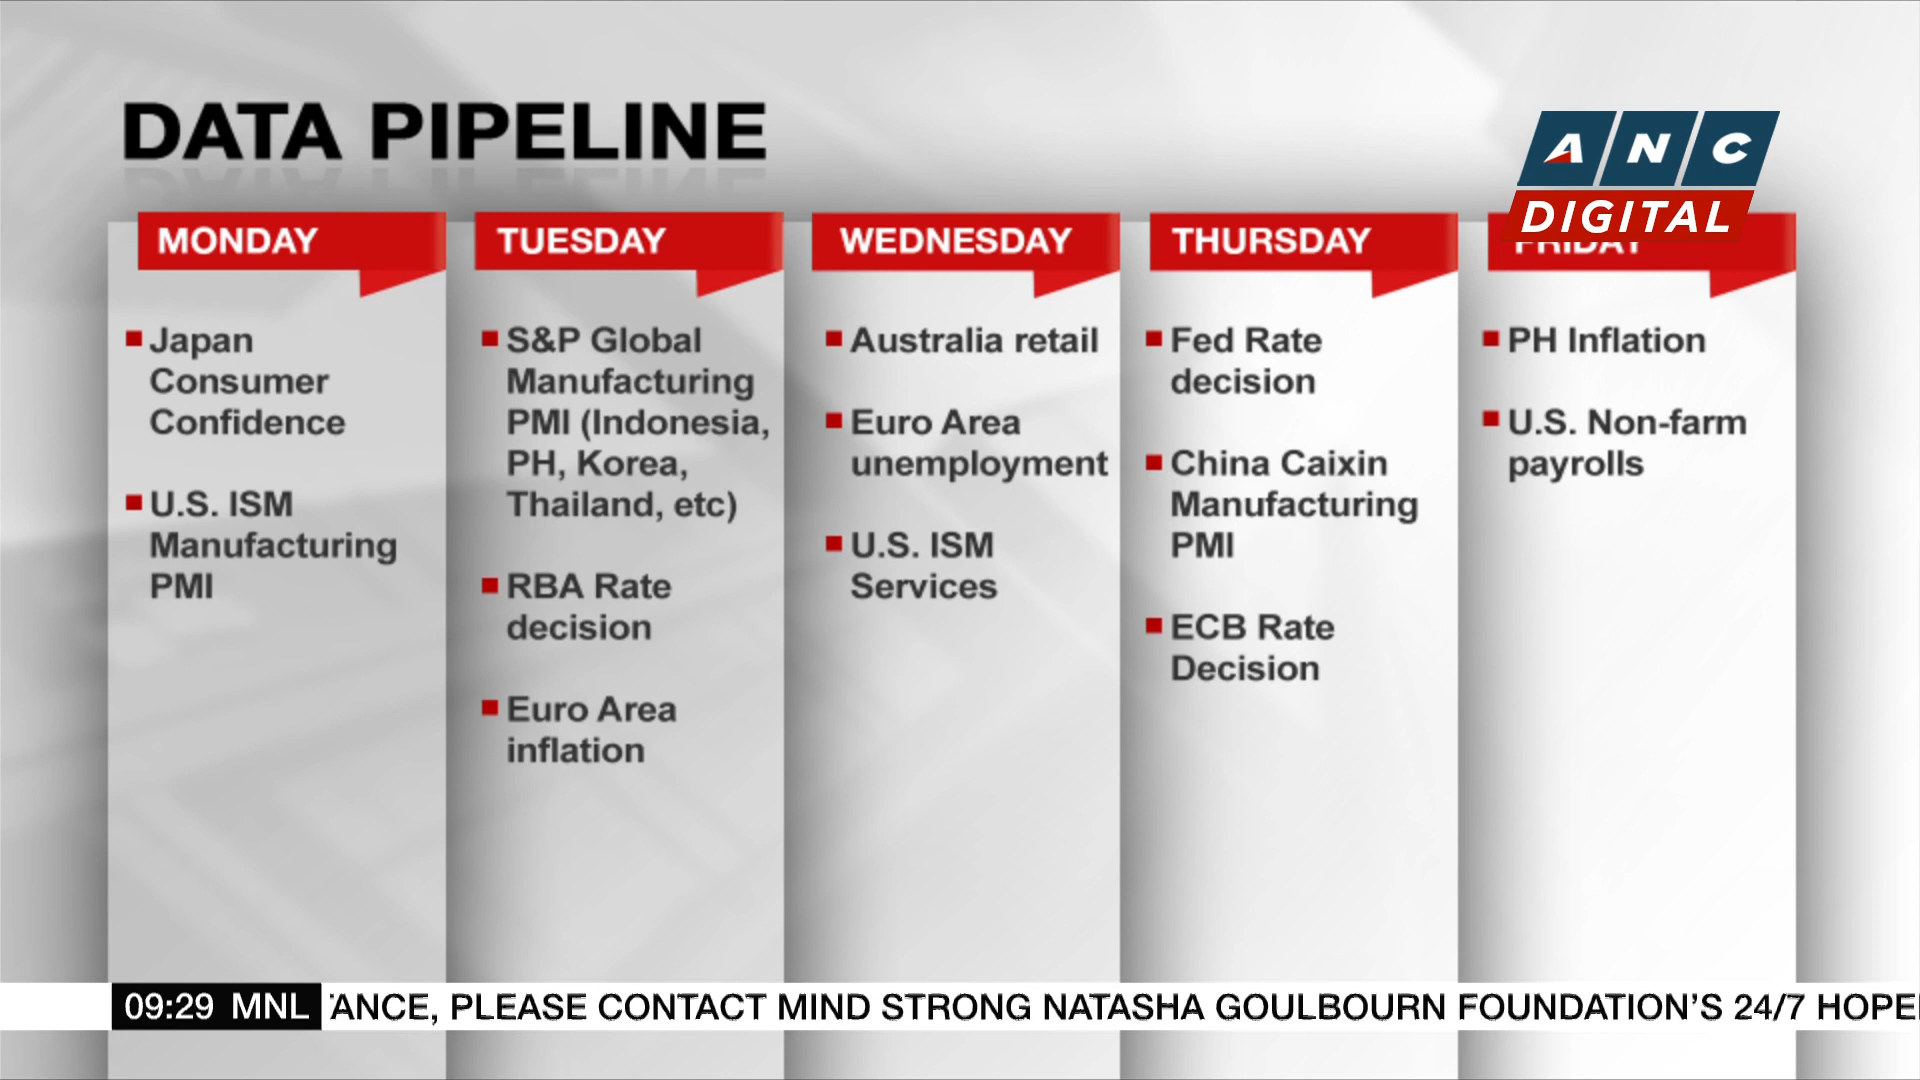 DATA PIPELINE
ANC
DIGITAL
MONDAY
Japan
Consumer
Confidence
U.S. ISM
Manufacturing
PMI
TUESDAY
S&P Global
Manufacturing
PMI (Indonesia,
PH, Korea,
Thailand, etc)
RBA Rate
decision
Euro Area
inflation
WEDNESDAY
Australia retail
Euro Area
unemployment
U.S. ISM
Services
THURSDAY
Fed Rate
decision
China Caixin
Manufacturing
PMI
ECB Rate
Decision
FRIDAY
PH Inflation
U.S. Non-farm
payrolls
09:29 MNL
TANCE, PLEASE CONTACT MIND STRONG NATASHA GOULBOURN FOUNDATION'S 24/7 HOPE